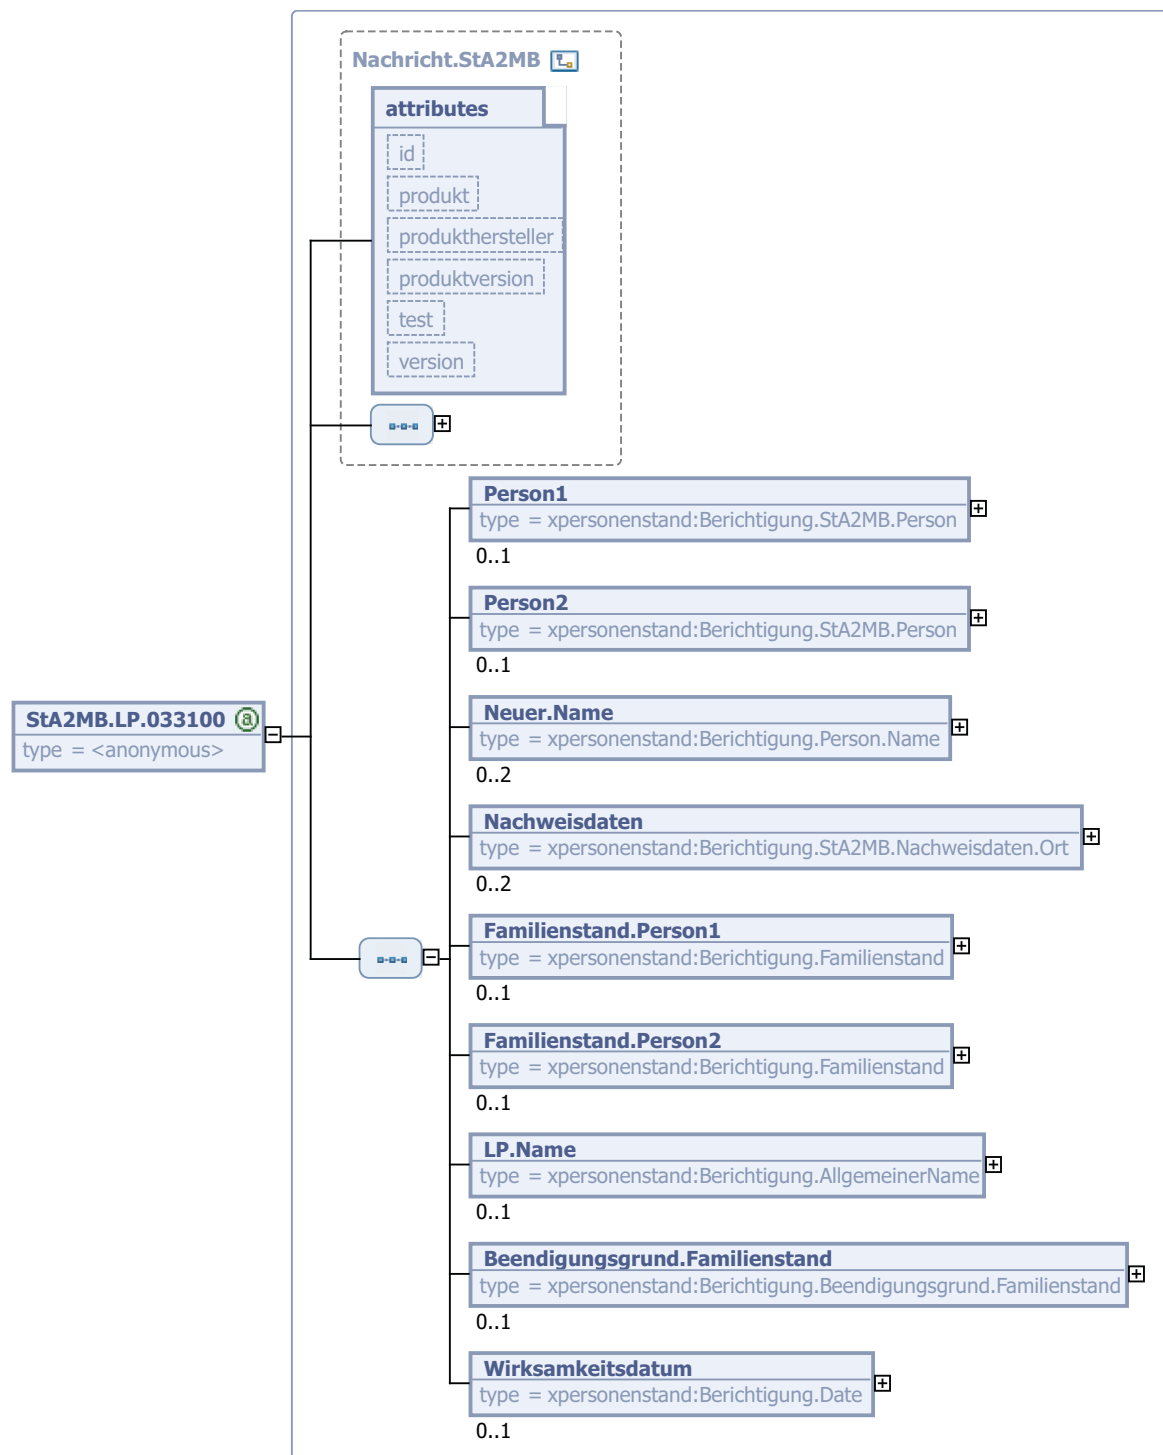 Nachricht.StA2MB
attributes
id
produkt
produkthersteller
produktversion
test
version
Person1
type = xpersonenstand:Berichtigung.StA2MB.Person
0..1
Person2
type = xpersonenstand:Berichtigung.StA2MB.Person
0..1
StA2MB.LP.033100 @
type = <anonymous>
Neuer.Name
type = xpersonenstand:Berichtigung.Person.Name
0..2
Nachweisdaten
type = xpersonenstand:Berichtigung.StA2MB.Nachweisdaten.Ort
0..2
Familienstand.Person1
type = xpersonenstand:Berichtigung.Familienstand
0..1
Familienstand.Person2
type = xpersonenstand:Berichtigung.Familienstand
0..1
LP.Name
type = xpersonenstand:Berichtigung.AllgemeinerName
0..1
Beendigungsgrund.Familienstand
type = xpersonenstand:Berichtigung.Beendigungsgrund.Familienstand
0..1
Wirksamkeitsdatum
type = xpersonenstand:Berichtigung.Date
0..1